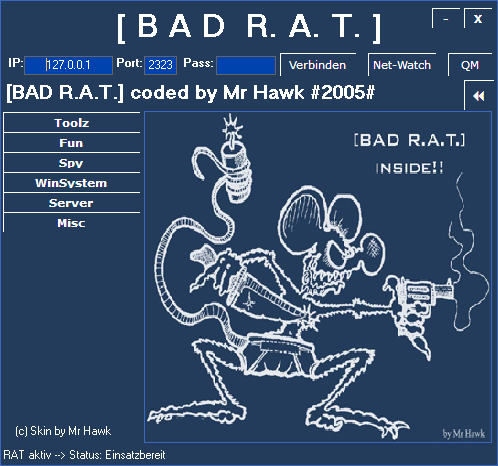 [ B A D  R. A. T. ]
- X
IP: 127.0.0.1 Port: 2323 Pass: Verbinden Net-Watch QM
[BAD R.A.T.] coded by Mr Hawk #2005#
Toolz
Fun
Spy
WinSystem
Server
Misc
[BAD R.A.T.]
INSIDE!!
by Mr Hawk
(c) Skin by Mr Hawk
RAT aktiv --> Status: Einsatzbereit